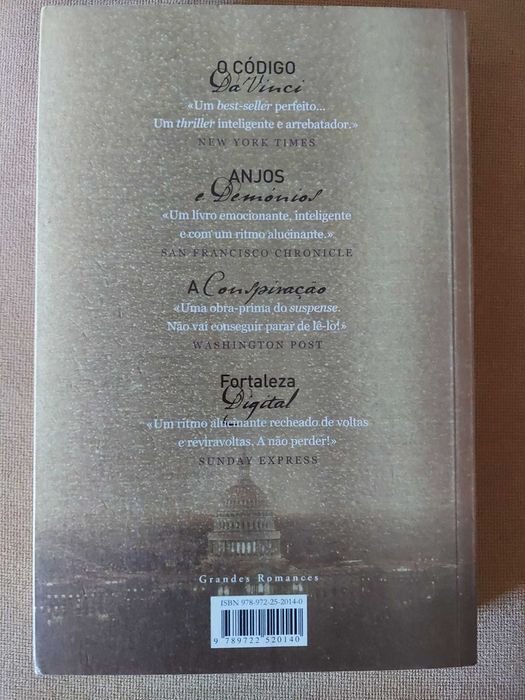 O CÓDIGO
Da Vinci
«Um best-seller perfeito...
Um thriller inteligente e arrebatador.»
NEW YORK TIMES
ANJOS
e Demónios
«Um livro emocionante, inteligente
e com um ritmo alucinante.»
SAN FRANCISCO CHRONICLE
A Conspiração
«Uma obra-prima do suspense.
Não vai conseguir parar de lê-lo!»
WASHINGTON POST
Fortaleza
Digital
«Um ritmo alucinante recheado de voltas
e reviravoltas. A não perder!»
SUNDAY EXPRESS
Grandes Romances
ISBN 978-972-25-2014-0
9 789722 520140